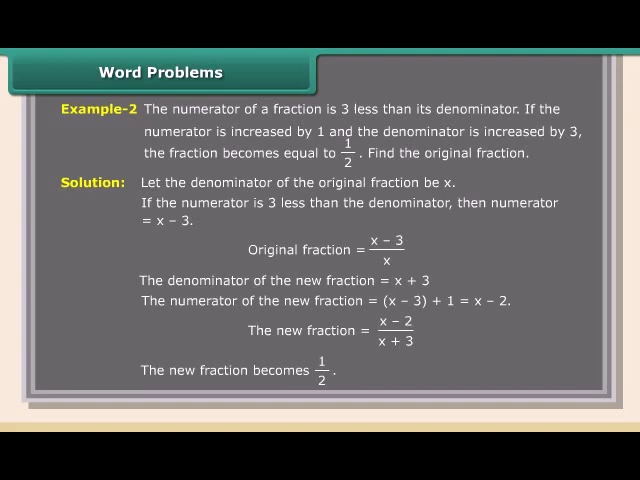 Word Problems
Example-2 The numerator of a fraction is 3 less than its denominator. If the
numerator is increased by 1 and the denominator is increased by 3,
the fraction becomes equal to 1/2 . Find the original fraction.
Solution: Let the denominator of the original fraction be x.
If the numerator is 3 less than the denominator, then numerator
= x – 3.
Original fraction = x – 3 / x
The denominator of the new fraction = x + 3
The numerator of the new fraction = (x – 3) + 1 = x – 2.
The new fraction = x – 2 / x + 3
The new fraction becomes 1/2 .